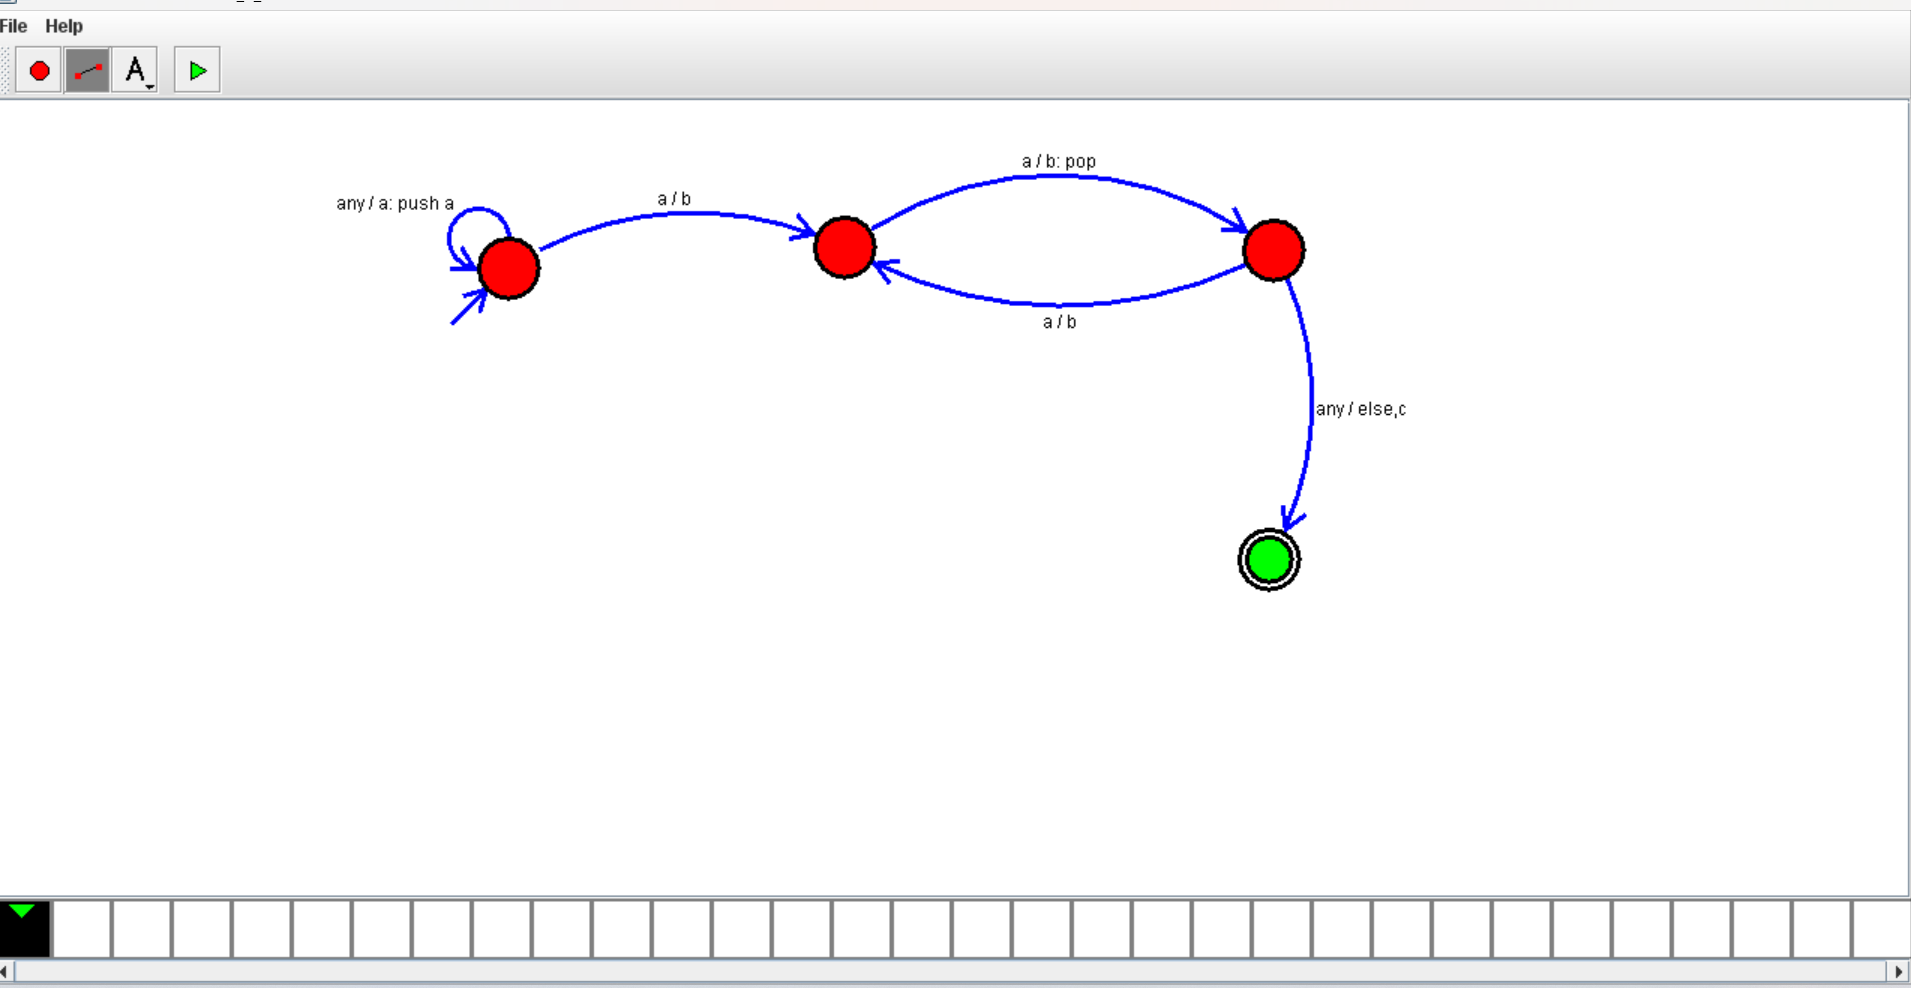 File Help
A
a / b: pop
any / a: push a
a / b
a / b
any / else,c